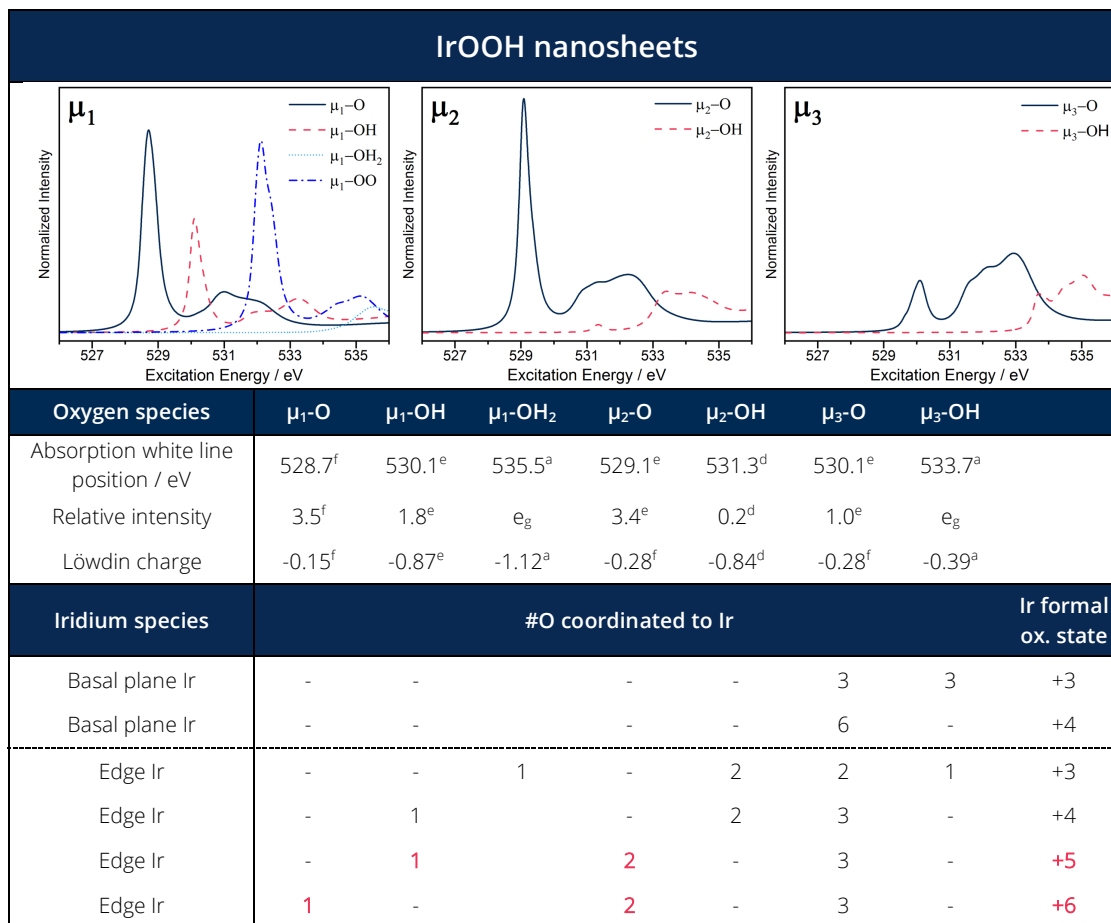 IrOOH nanosheets
μ₁
μ₁–O
μ₁–OH
μ₁–OH₂
μ₁–OO
Normalized Intensity
527 529 531 533 535
Excitation Energy / eV
μ₂
μ₂–O
μ₂–OH
Normalized Intensity
527 529 531 533 535
Excitation Energy / eV
μ₃
μ₃–O
μ₃–OH
Normalized Intensity
527 529 531 533 535
Excitation Energy / eV
Oxygen species μ₁-O μ₁-OH μ₁-OH₂ μ₂-O μ₂-OH μ₃-O μ₃-OH
Absorption white line
position / eV 528.7ᶠ 530.1ᵉ 535.5ᵃ 529.1ᵉ 531.3ᵈ 530.1ᵉ 533.7ᵃ
Relative intensity 3.5ᶠ 1.8ᵉ e_g 3.4ᵉ 0.2ᵈ 1.0ᵉ e_g
Löwdin charge -0.15ᶠ -0.87ᵉ -1.12ᵃ -0.28ᶠ -0.84ᵈ -0.28ᶠ -0.39ᵃ
Iridium species #O coordinated to Ir Ir formal
ox. state
Basal plane Ir - - - - 3 3 +3
Basal plane Ir - - - - 6 - +4
Edge Ir - - 1 - 2 2 1 +3
Edge Ir - 1 - 2 3 - +4
Edge Ir - 1 2 - 3 - +5
Edge Ir 1 - 2 - 3 - +6